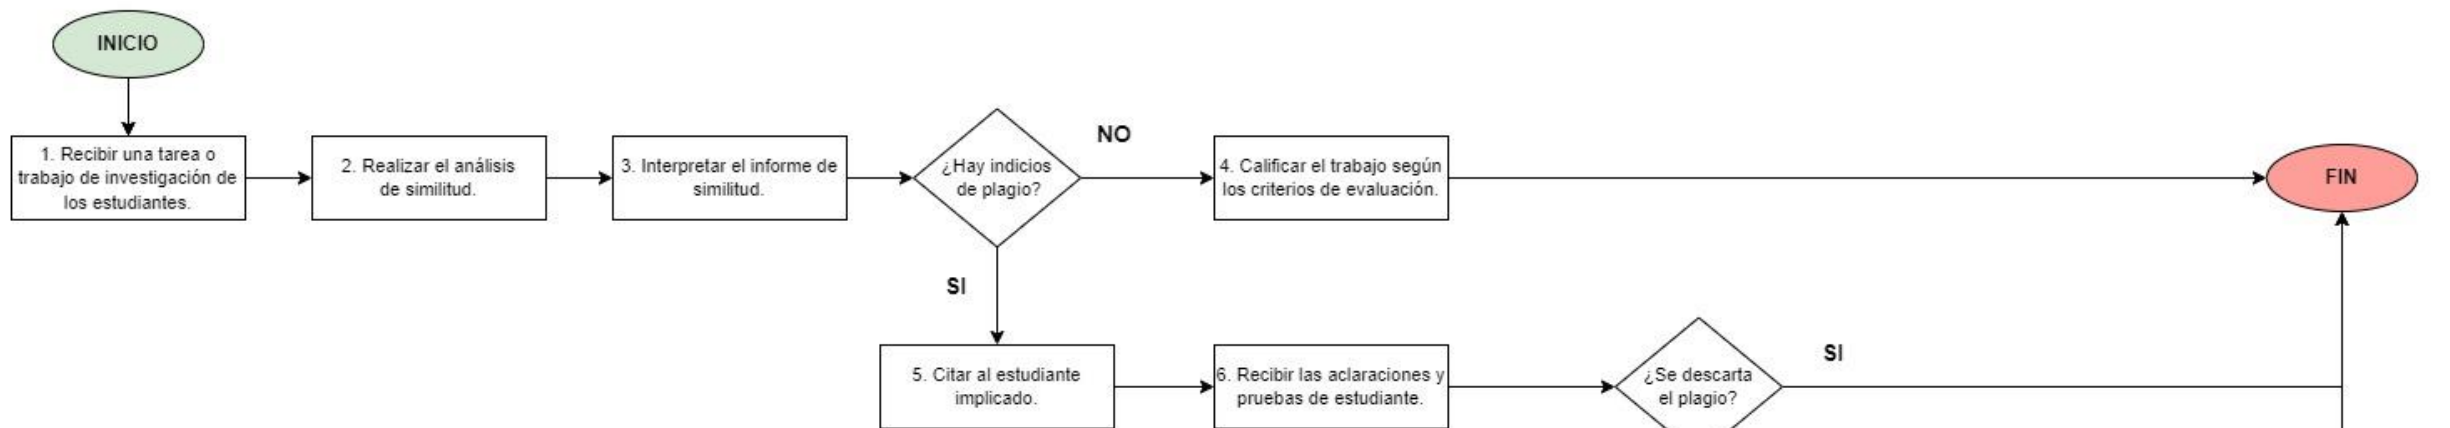 INICIO
1. Recibir una tarea o
trabajo de investigación de
los estudiantes.
2. Realizar el análisis
de similitud.
3. Interpretar el informe de
similitud.
¿Hay indicios
de plagio?
NO
4. Calificar el trabajo según
los criterios de evaluación.
FIN
SI
5. Citar al estudiante
implicado.
6. Recibir las aclaraciones y
pruebas de estudiante.
¿Se descarta
el plagio?
SI